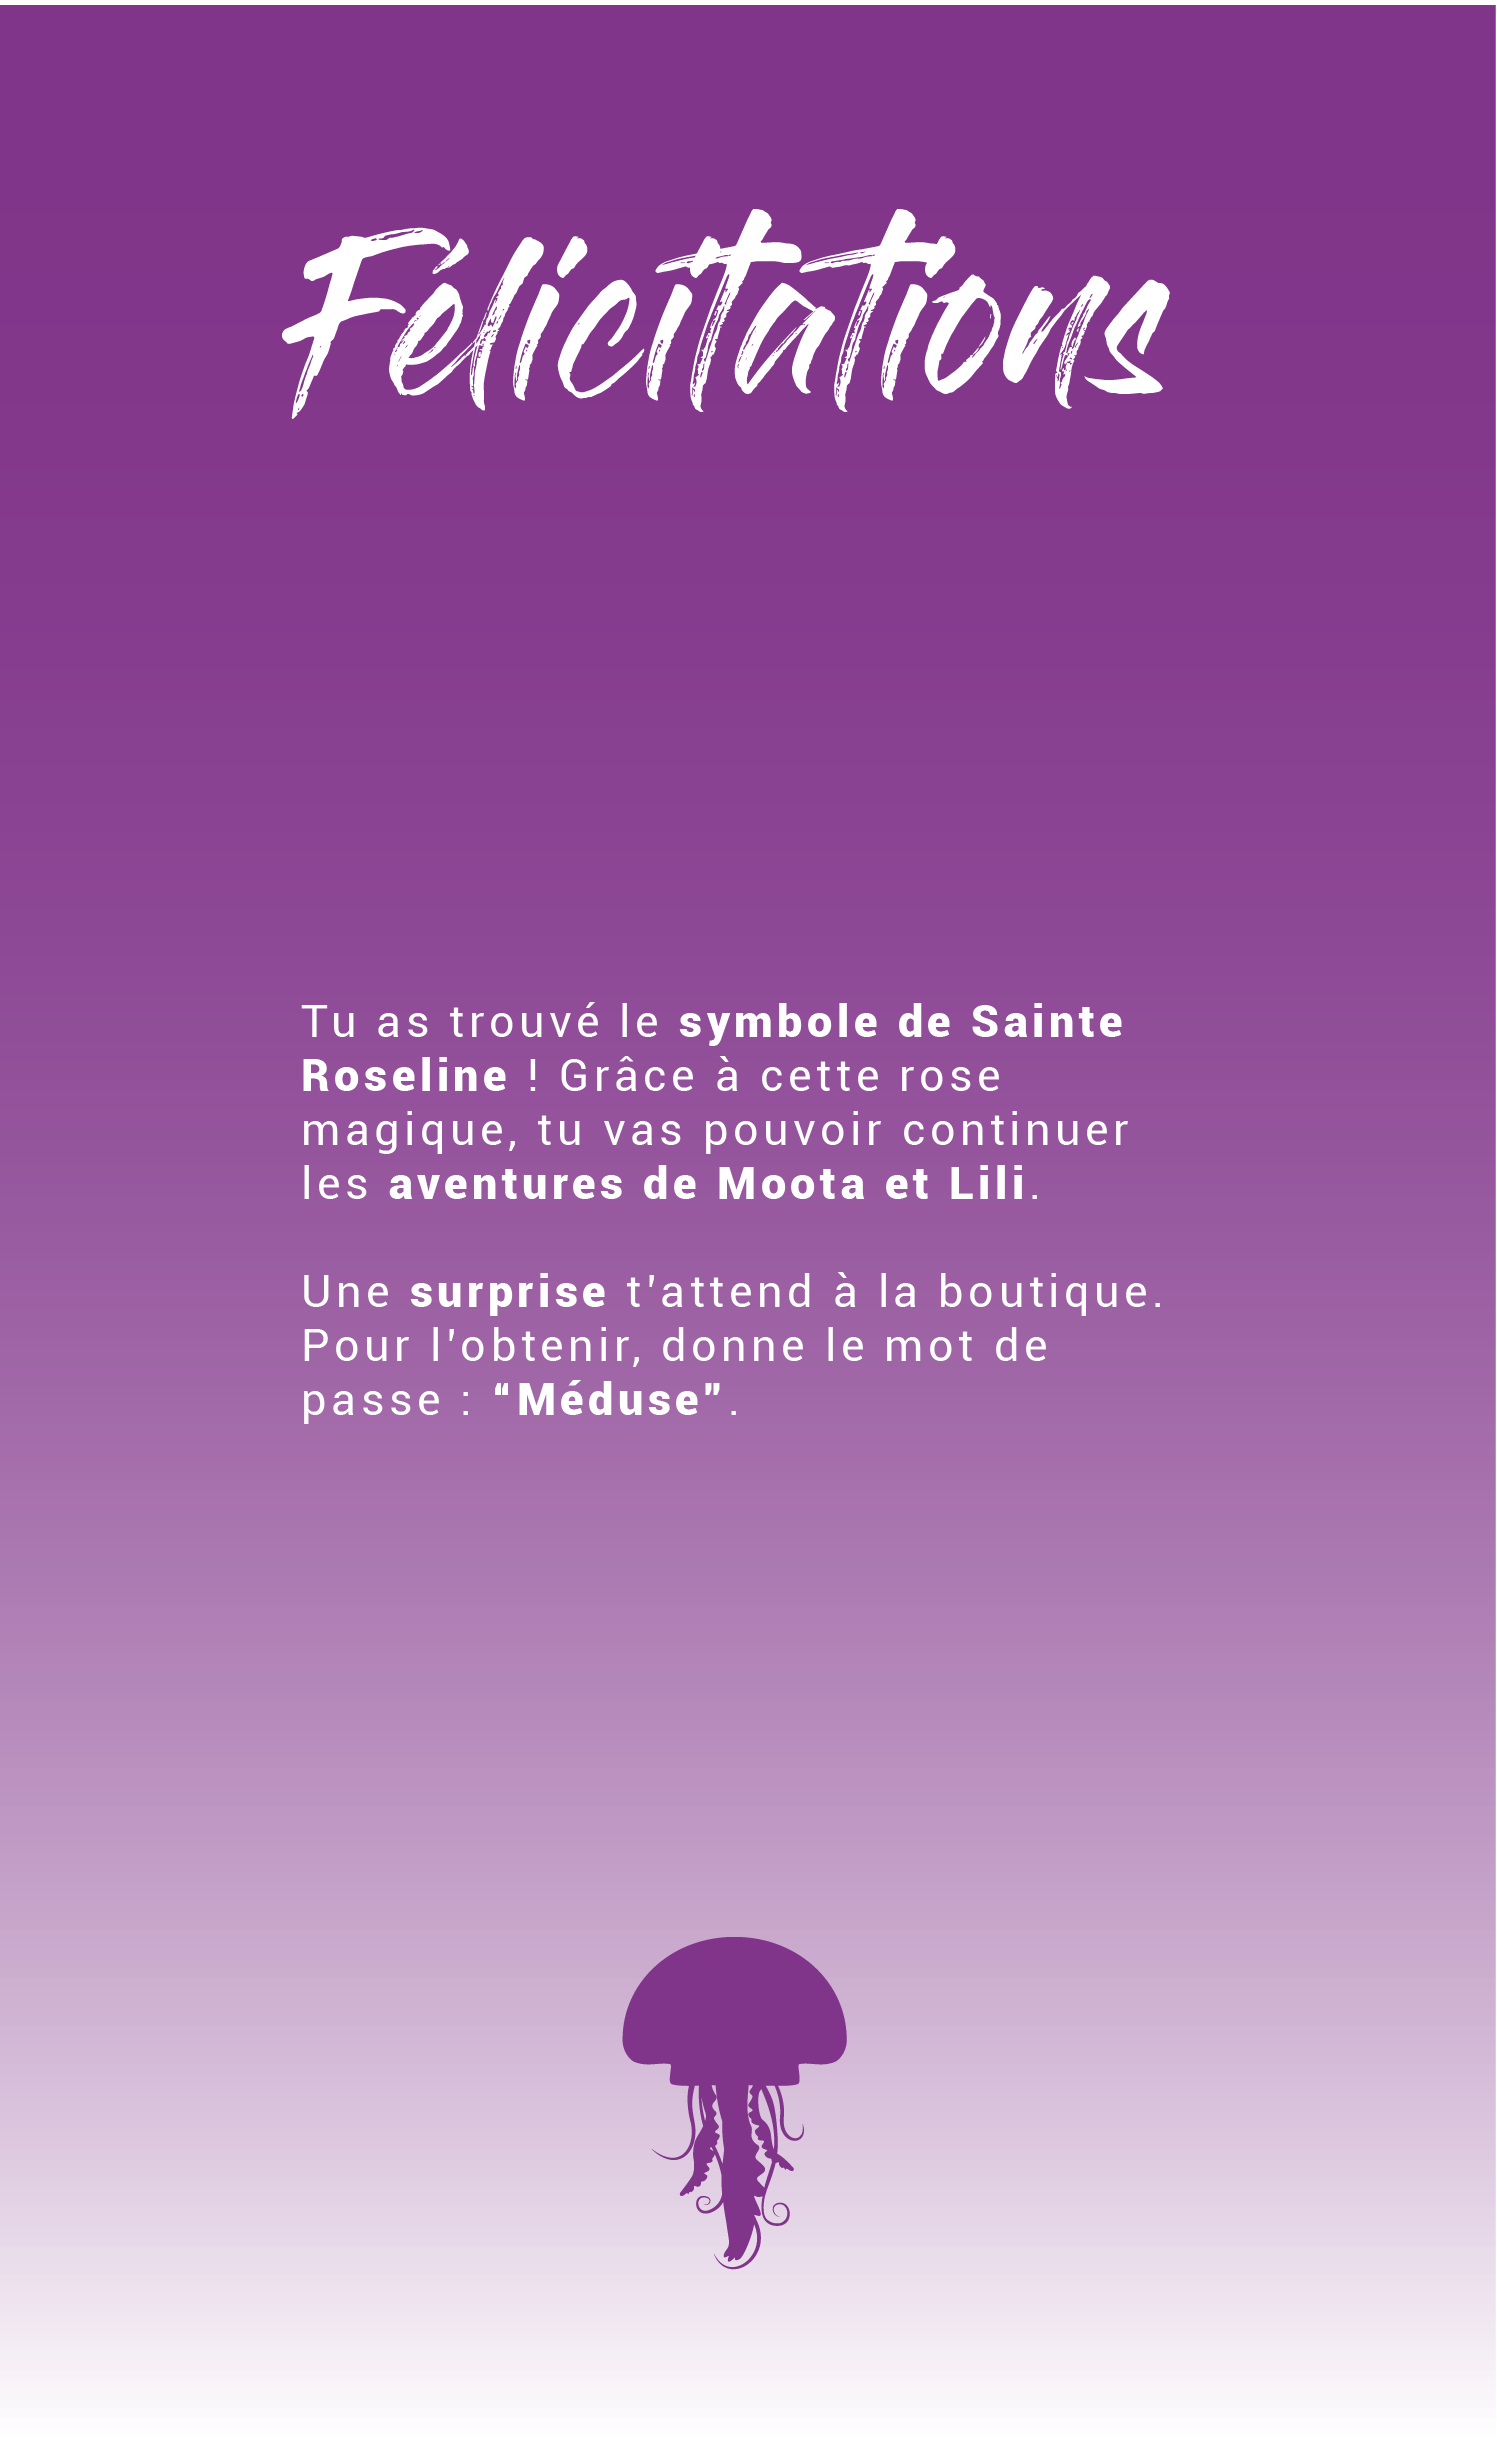 Félicitations
Tu as trouvé le symbole de Sainte
Roseline ! Grâce à cette rose
magique, tu vas pouvoir continuer
les aventures de Moota et Lili.
Une surprise t'attend à la boutique.
Pour l'obtenir, donne le mot de
passe : “Méduse”.